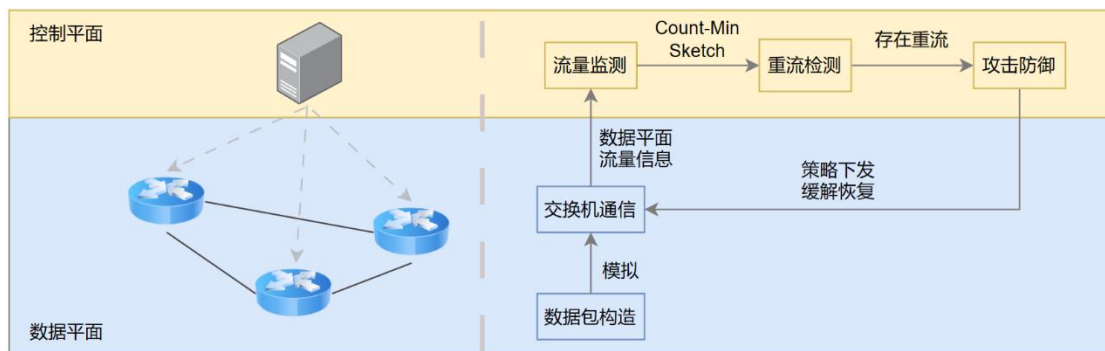 控制平面
流量监测
Count-Min
Sketch
重流检测
存在重流
攻击防御
数据平面
流量信息
策略下发
缓解恢复
交换机通信
模拟
数据包构造
数据平面